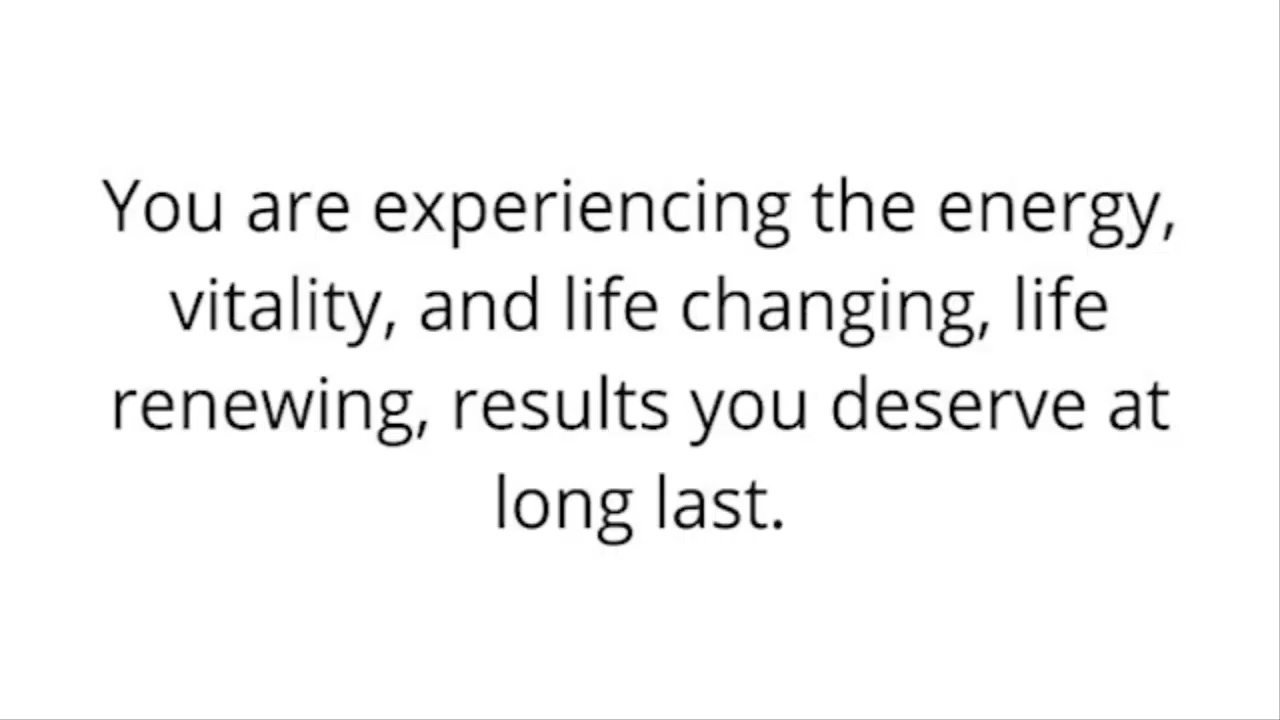 You are experiencing the energy,
vitality, and life changing, life
renewing, results you deserve at
long last.